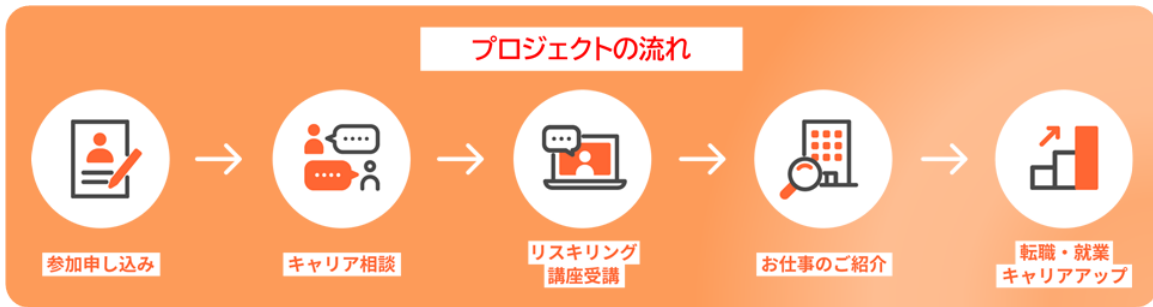 プロジェクトの流れ
参加申し込み
キャリア相談
リスキリング
講座受講
お仕事のご紹介
転職・就業
キャリアアップ